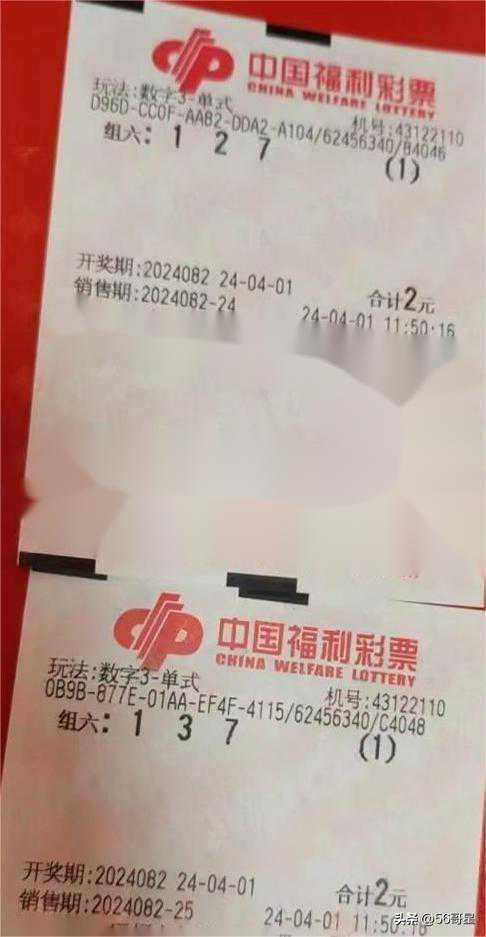 中国福利彩票
CHINA WELFARE LOTTERY
玩法:数字3-单式
机号:43122110
D96D-CC0F-AA82-DDA2-A104/62456340/84046
组六: 1 2 7 (1)
开奖期:2024082 24-04-01 合计2元
销售期:2024082-24 24-04-01 11:50:16
中国福利彩票
CHINA WELFARE LOTTERY
玩法:数字3-单式
机号:43122110
0B9B-877E-01AA-EF4F-4115/62456340/C4048
组六: 1 3 7 (1)
开奖期:2024082 24-04-01 合计2元
销售期:2024082-25 24-04-01 11:50:18
头条 @56哥星